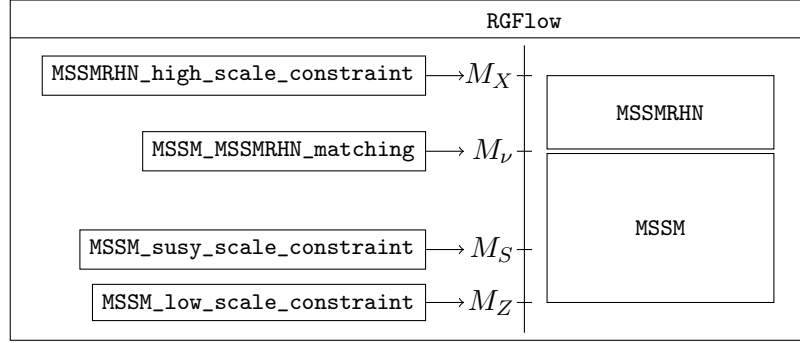 RGFlow
MSSMRHN_high_scale_constraint M_X
MSSMRHN
MSSM_MSSMRHN_matching M_ν
MSSM
MSSM_susy_scale_constraint M_S
MSSM_low_scale_constraint M_Z